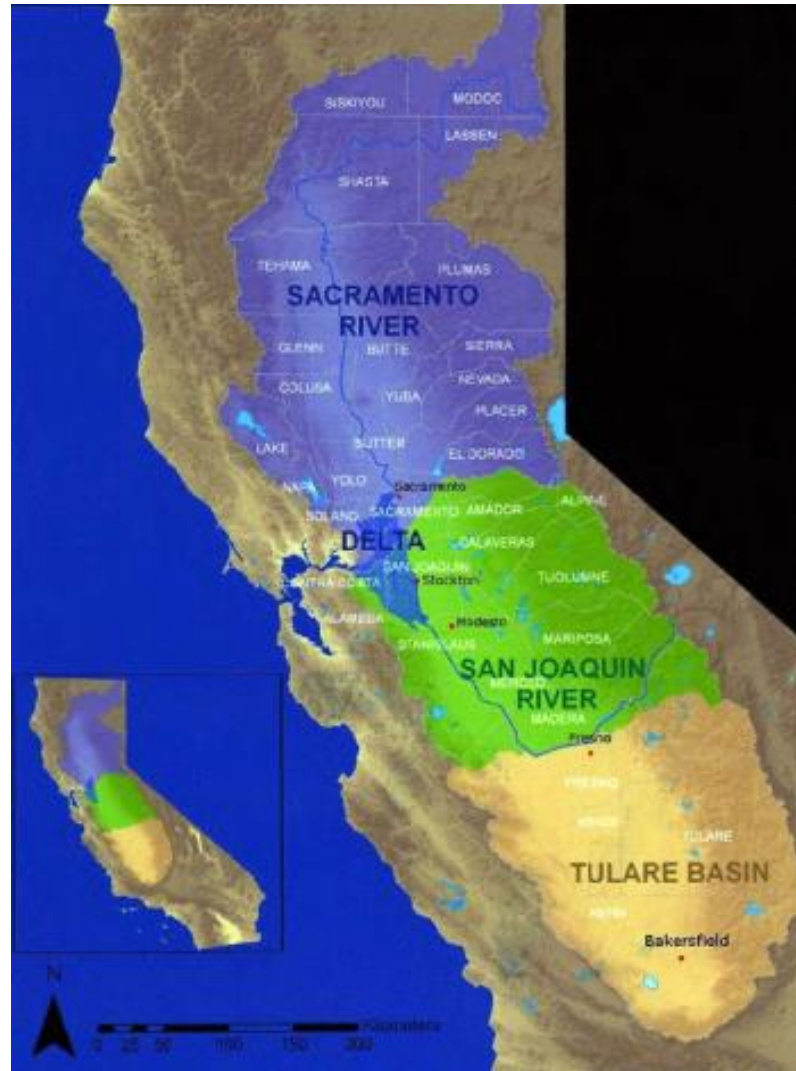 SISKIYOU
MODOC
LASSEN
SHASTA
TEHAMA
PLUMAS
SACRAMENTO
RIVER
GLENN
BUTTE
SIERRA
COLUSA
NEVADA
YUBA
PLACER
SUTTER
LAKE
EL DORADO
NAPA
YOLO
Sacramento
SOLANO
SACRAMENTO
AMADOR
ALPINE
DELTA
CALAVERAS
SAN JOAQUIN
Stockton
TUOLUMNE
ALAMEDA
Modesto
STANISLAUS
MARIPOSA
SAN JOAQUIN
RIVER
MERCED
MADERA
Fresno
FRESNO
KINGS
TULARE
TULARE BASIN
KERN
Bakersfield
N
Kilometers
0 25 50 100 150 200